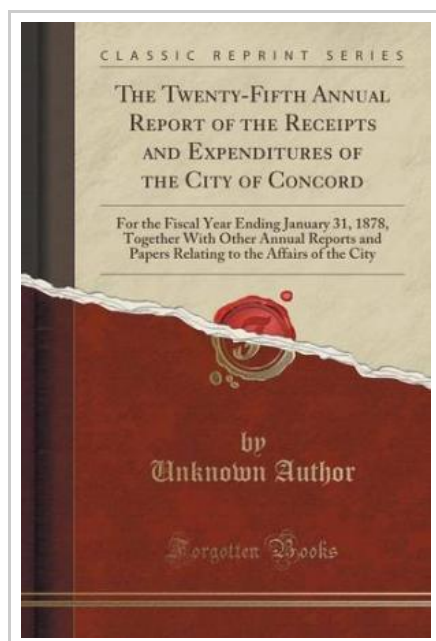 CLASSIC REPRINT SERIES
THE TWENTY-FIFTH ANNUAL
REPORT OF THE RECEIPTS
AND EXPENDITURES OF
THE CITY OF CONCORD
For the Fiscal Year Ending January 31, 1878,
Together With Other Annual Reports and
Papers Relating to the Affairs of the City
by
Unknown Author
Forgotten Books